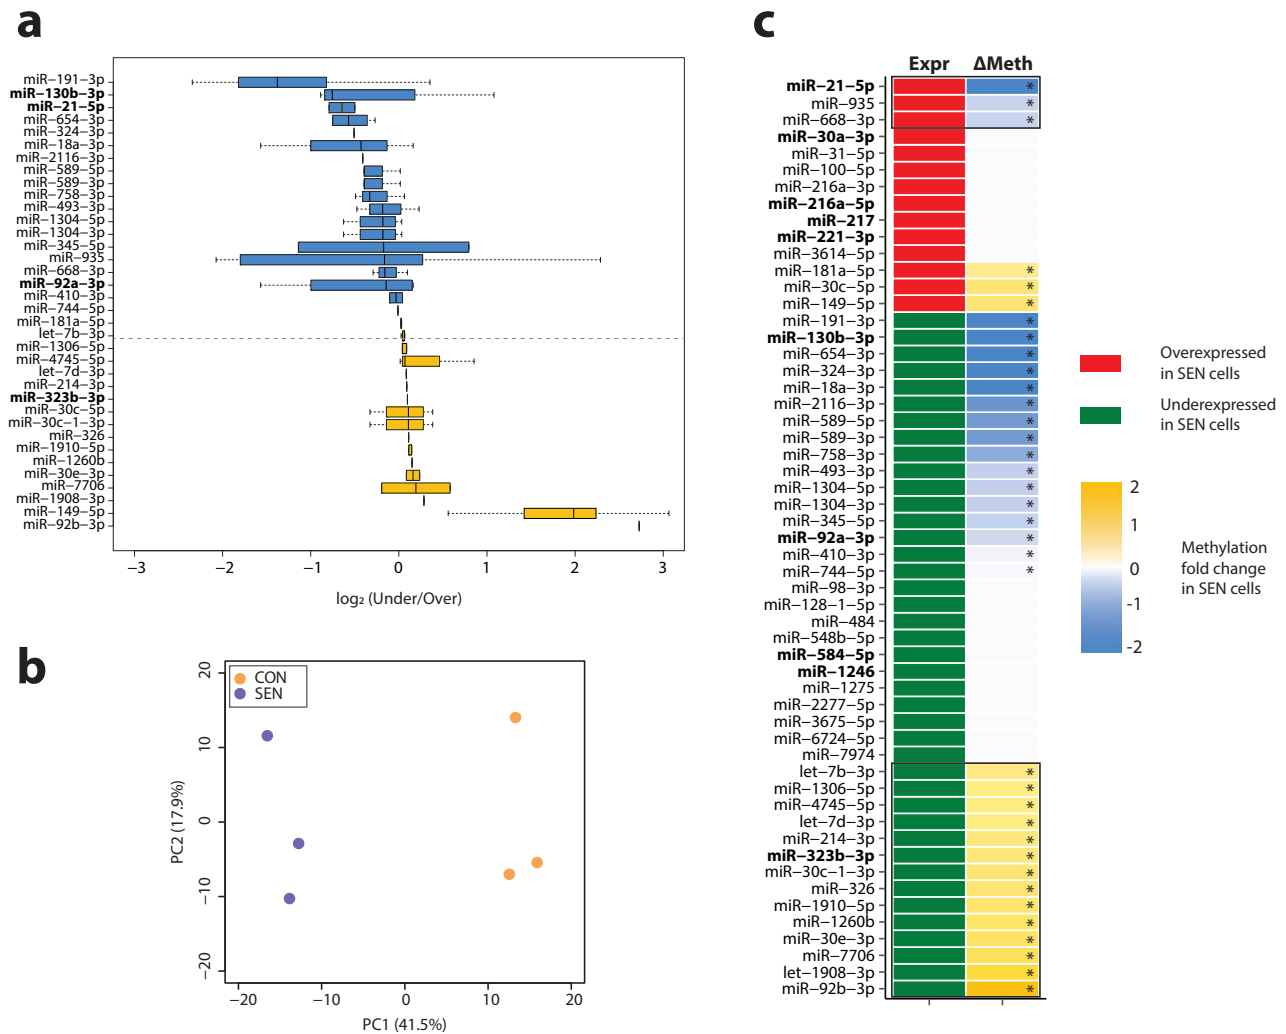 a
miR−191−3p
miR−130b−3p
miR−21−5p
miR−654−3p
miR−324−3p
miR−18a−3p
miR−2116−3p
miR−589−5p
miR−589−3p
miR−758−3p
miR−493−3p
miR−1304−5p
miR−1304−3p
miR−345−5p
miR−935
miR−668−3p
miR−92a−3p
miR−410−3p
miR−744−5p
miR−181a−5p
let−7b−3p
miR−1306−5p
miR−4745−5p
let−7d−3p
miR−214−3p
miR−323b−3p
miR−30c−5p
miR−30c−1−3p
miR−326
miR−1910−5p
miR−1260b
miR−30e−3p
miR−7706
miR−1908−3p
miR−149−5p
miR−92b−3p
−3 −2 −1 0 1 2 3
log₂ (Under/Over)
b
CON
SEN
20
10
0
−10
−20
PC2 (17.9%)
−20 −10 0 10 20
PC1 (41.5%)
c
Expr ΔMeth
miR−21−5p *
miR−935 *
miR−668−3p *
miR−30a−3p
miR−31−5p
miR−100−5p
miR−216a−3p
miR−216a−5p
miR−217
miR−221−3p
miR−3614−5p
miR−181a−5p *
miR−30c−5p *
miR−149−5p *
miR−191−3p *
miR−130b−3p *
miR−654−3p *
miR−324−3p *
miR−18a−3p *
miR−2116−3p *
miR−589−5p *
miR−589−3p *
miR−758−3p *
miR−493−3p *
miR−1304−5p *
miR−1304−3p *
miR−345−5p *
miR−92a−3p *
miR−410−3p *
miR−744−5p *
miR−98−3p
miR−128−1−5p
miR−484
miR−548b−5p
miR−584−5p
miR−1246
miR−1275
miR−2277−5p
miR−3675−5p
miR−6724−5p
miR−7974
let−7b−3p *
miR−1306−5p *
miR−4745−5p *
let−7d−3p *
miR−214−3p *
miR−323b−3p *
miR−30c−1−3p *
miR−326 *
miR−1910−5p *
miR−1260b *
miR−30e−3p *
miR−7706 *
let−1908−3p *
miR−92b−3p *
Overexpressed
in SEN cells
Underexpressed
in SEN cells
2
1
0
-1
-2
Methylation
fold change
in SEN cells